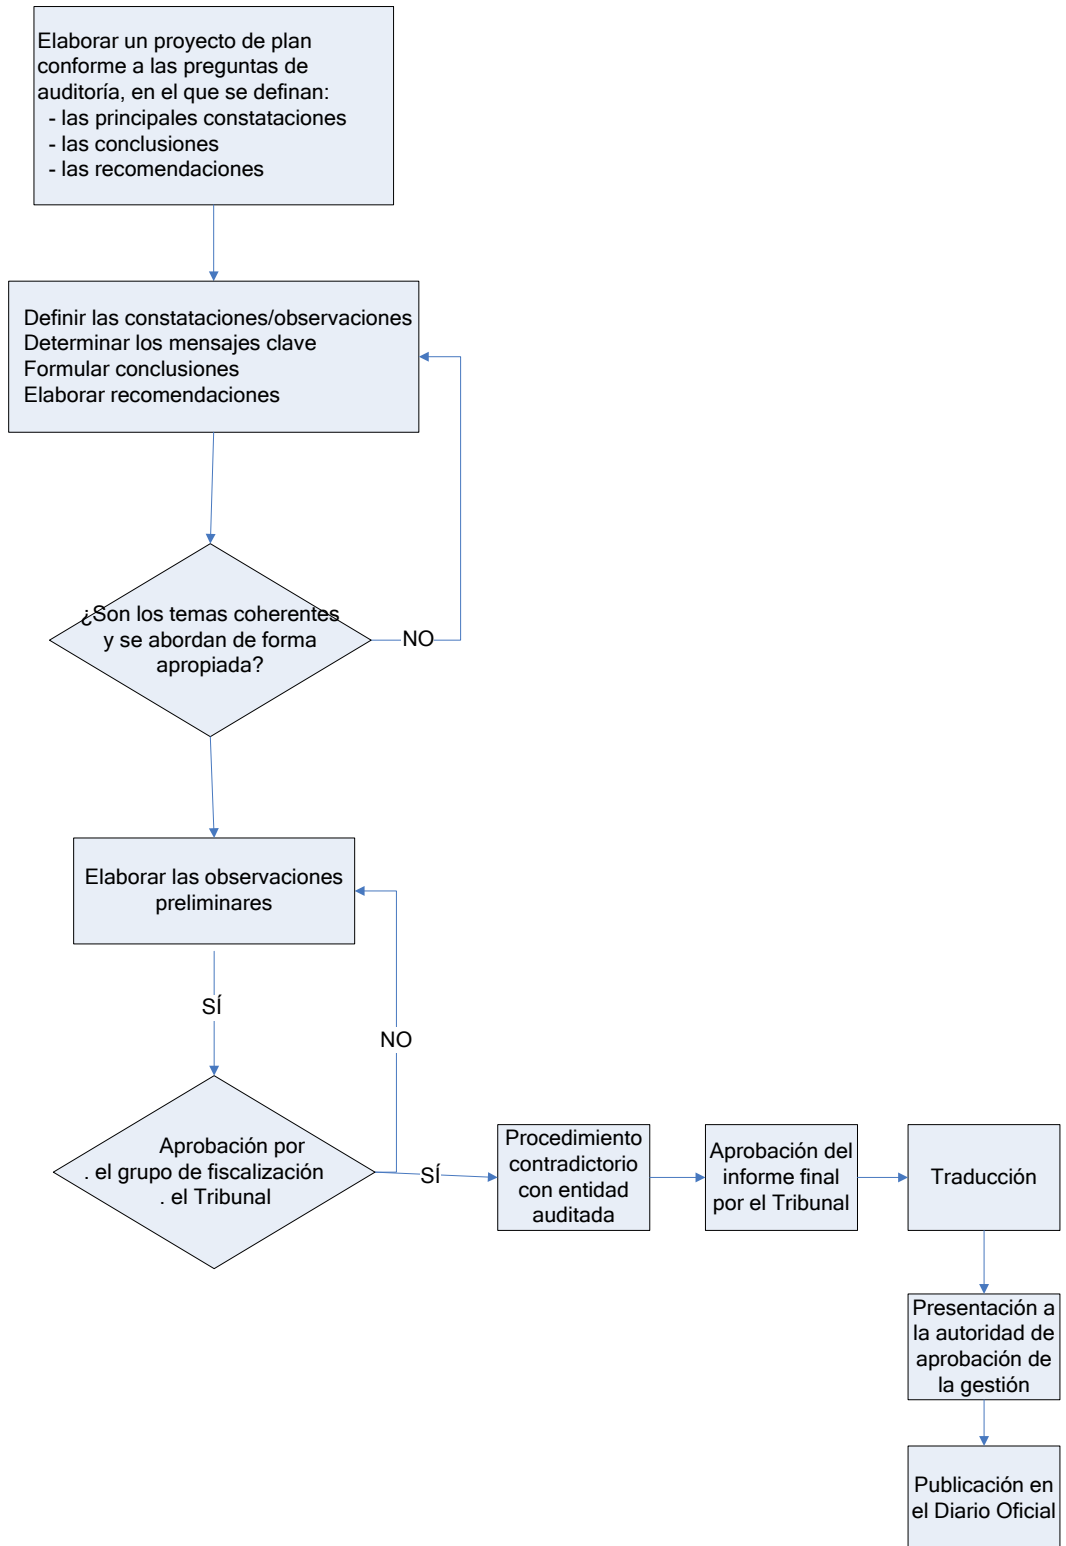 Elaborar un proyecto de plan
conforme a las preguntas de
auditoría, en el que se definan:
- las principales constataciones
- las conclusiones
- las recomendaciones
Definir las constataciones/observaciones
Determinar los mensajes clave
Formular conclusiones
Elaborar recomendaciones
¿Son los temas coherentes
y se abordan de forma
apropiada?
NO
Elaborar las observaciones
preliminares
SÍ
NO
Aprobación por
. el grupo de fiscalización
. el Tribunal
SÍ
Procedimiento
contradictorio
con entidad
auditada
Aprobación del
informe final
por el Tribunal
Traducción
Presentación a
la autoridad de
aprobación de
la gestión
Publicación en
el Diario Oficial